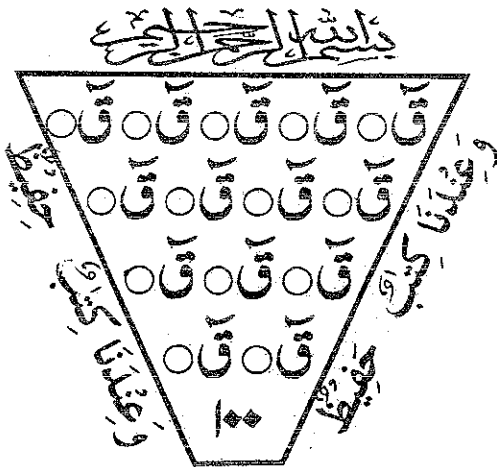 بسم الله الرحمن الرحيم
قٓ ○ قٓ ○ قٓ ○ قٓ ○ قٓ ○
قٓ ○ قٓ ○ قٓ ○ قٓ ○
قٓ ○ قٓ ○ قٓ ○
قٓ ○ قٓ ○
١٠٠
وَعِنْدَنَا كِتٰبٌ حَفِيْظٌ
وَعِنْدَنَا كِتٰبٌ حَفِيْظٌ